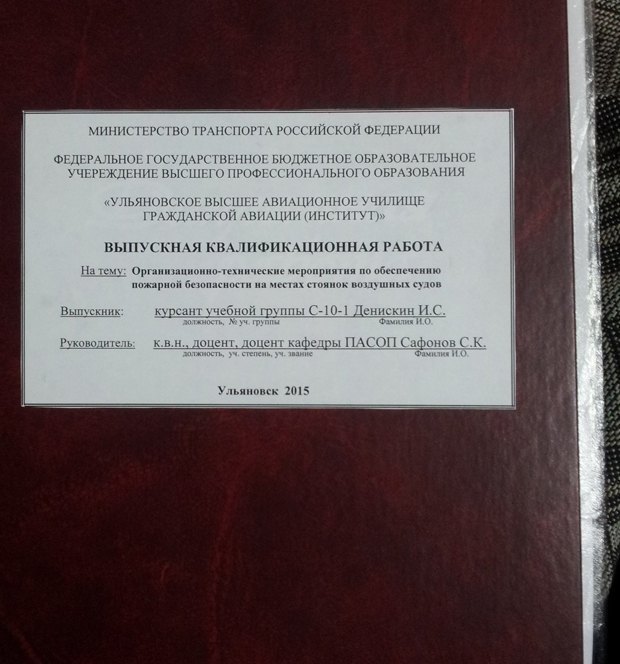 МИНИСТЕРСТВО ТРАНСПОРТА РОССИЙСКОЙ ФЕДЕРАЦИИ
ФЕДЕРАЛЬНОЕ ГОСУДАРСТВЕННОЕ БЮДЖЕТНОЕ ОБРАЗОВАТЕЛЬНОЕ
УЧЕРЕЖДЕНИЕ ВЫСШЕГО ПРОФЕССИОНАЛЬНОГО ОБРАЗОВАНИЯ
«УЛЬЯНОВСКОЕ ВЫСШЕЕ АВИАЦИОННОЕ УЧИЛИЩЕ
ГРАЖДАНСКОЙ АВИАЦИИ (ИНСТИТУТ)»
ВЫПУСКНАЯ КВАЛИФИКАЦИОННАЯ РАБОТА
На тему: Организационно-технические мероприятия по обеспечению
пожарной безопасности на местах стоянок воздушных судов
Выпускник: курсант учебной группы С-10-1 Денискин И.С.
должность, № уч. группы Фамилия И.О.
Руководитель: к.в.н., доцент, доцент кафедры ПАСОП Сафонов С.К.
должность, уч. степень, уч. звание Фамилия И.О.
Ульяновск 2015